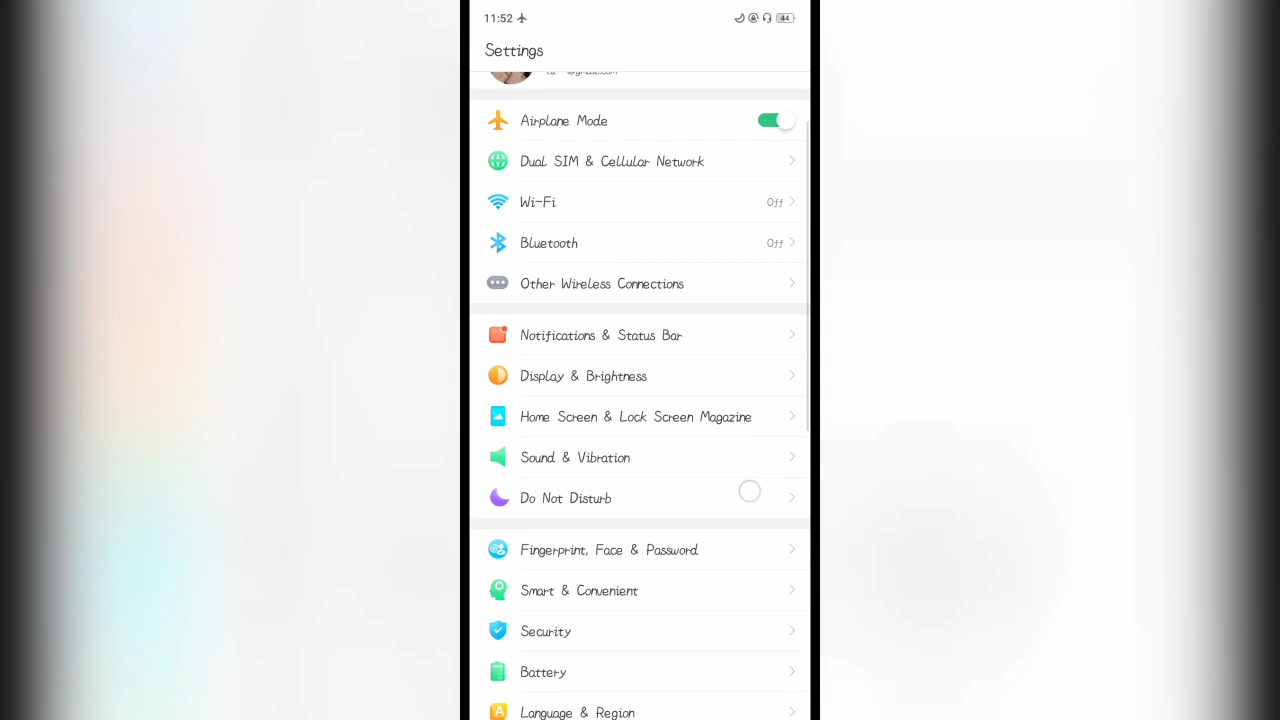 11:52
44
Settings
Airplane Mode
Dual SIM & Cellular Network
Wi-Fi
Off
Bluetooth
Off
Other Wireless Connections
Notifications & Status Bar
Display & Brightness
Home Screen & Lock Screen Magazine
Sound & Vibration
Do Not Disturb
Fingerprint, Face & Password
Smart & Convenient
Security
Battery
A
Language & Region